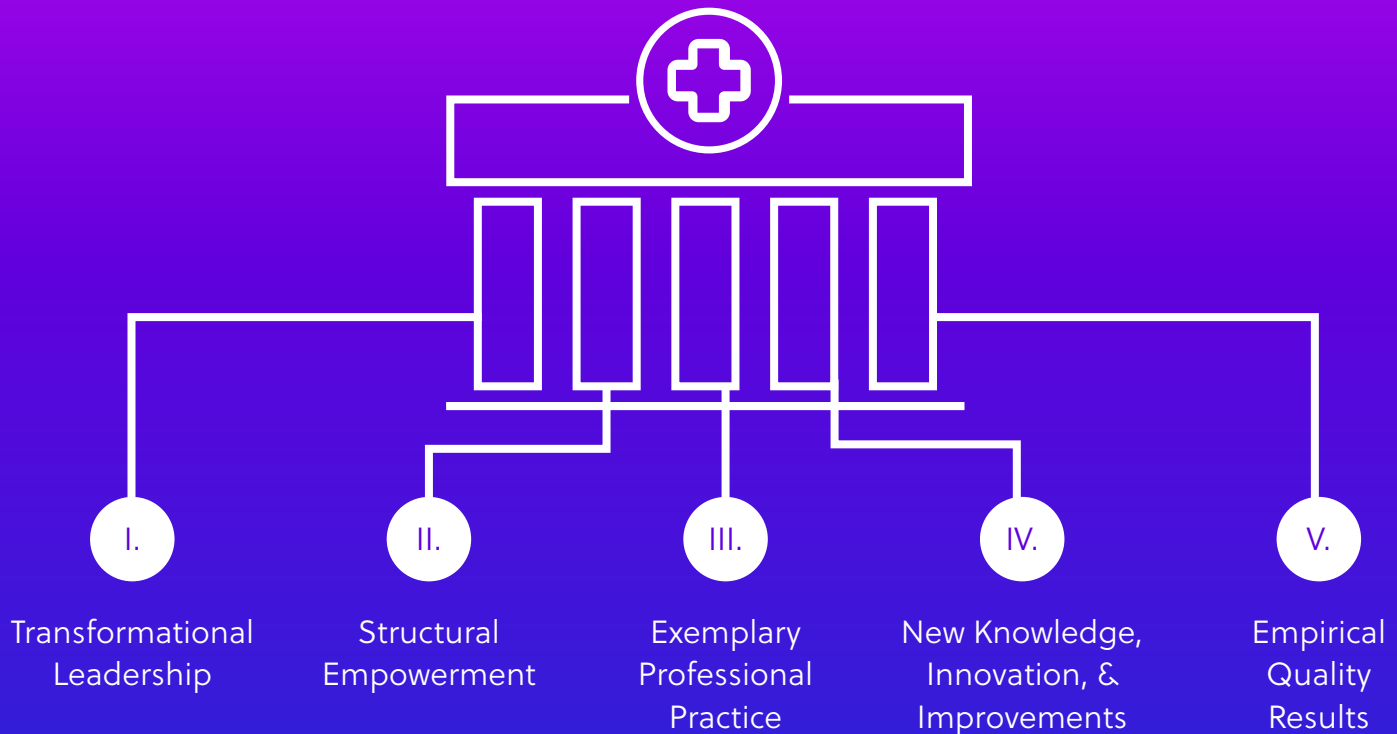 I.
II.
III.
IV.
V.
Transformational
Leadership
Structural
Empowerment
Exemplary
Professional
Practice
New Knowledge,
Innovation, &
Improvements
Empirical
Quality
Results